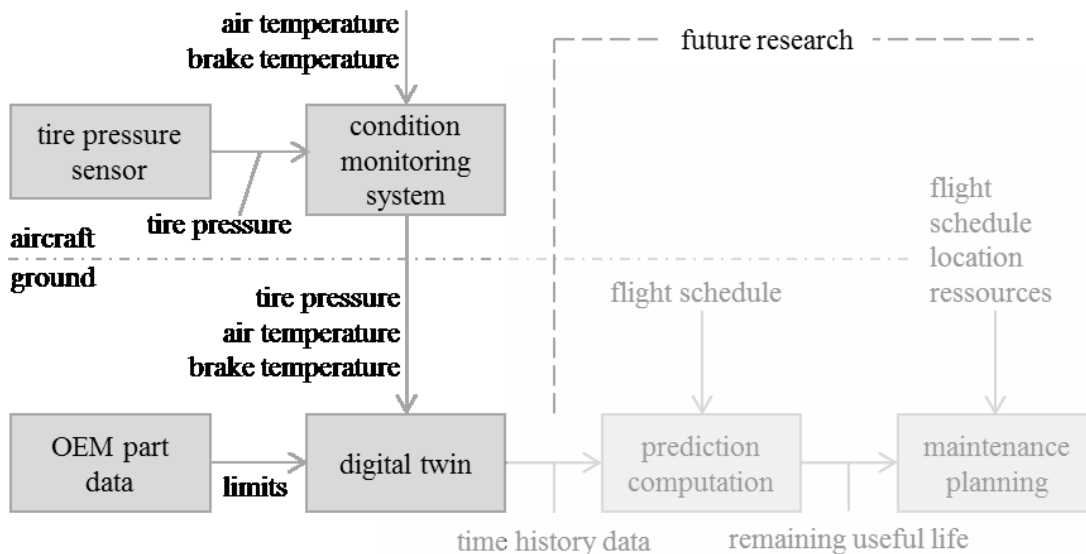 air temperature
brake temperature
future research
tire pressure
sensor
condition
monitoring
system
tire pressure
aircraft
ground
flight
schedule
location
ressources
tire pressure
air temperature
brake temperature
flight schedule
OEM part
data
limits
digital twin
prediction
computation
maintenance
planning
time history data
remaining useful life